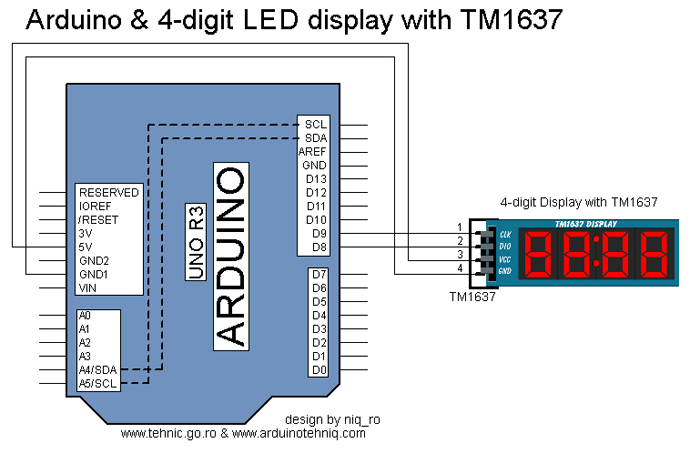 Arduino & 4-digit LED display with TM1637
SCL
SDA
AREF
GND
D13
D12
D11
D10
D9
D8
RESERVED
IOREF
/RESET
3V
5V
GND2
GND1
VIN
UNO R3
ARDUINO
4-digit Display with TM1637
TM1637 DISPLAY
1
2
3
4
CLK
DIO
VCC
GND
88:88
TM1637
D7
D6
D5
D4
D3
D2
D1
D0
A0
A1
A2
A3
A4/SDA
A5/SCL
design by niq_ro
www.tehnic.go.ro & www.arduinotehniq.com